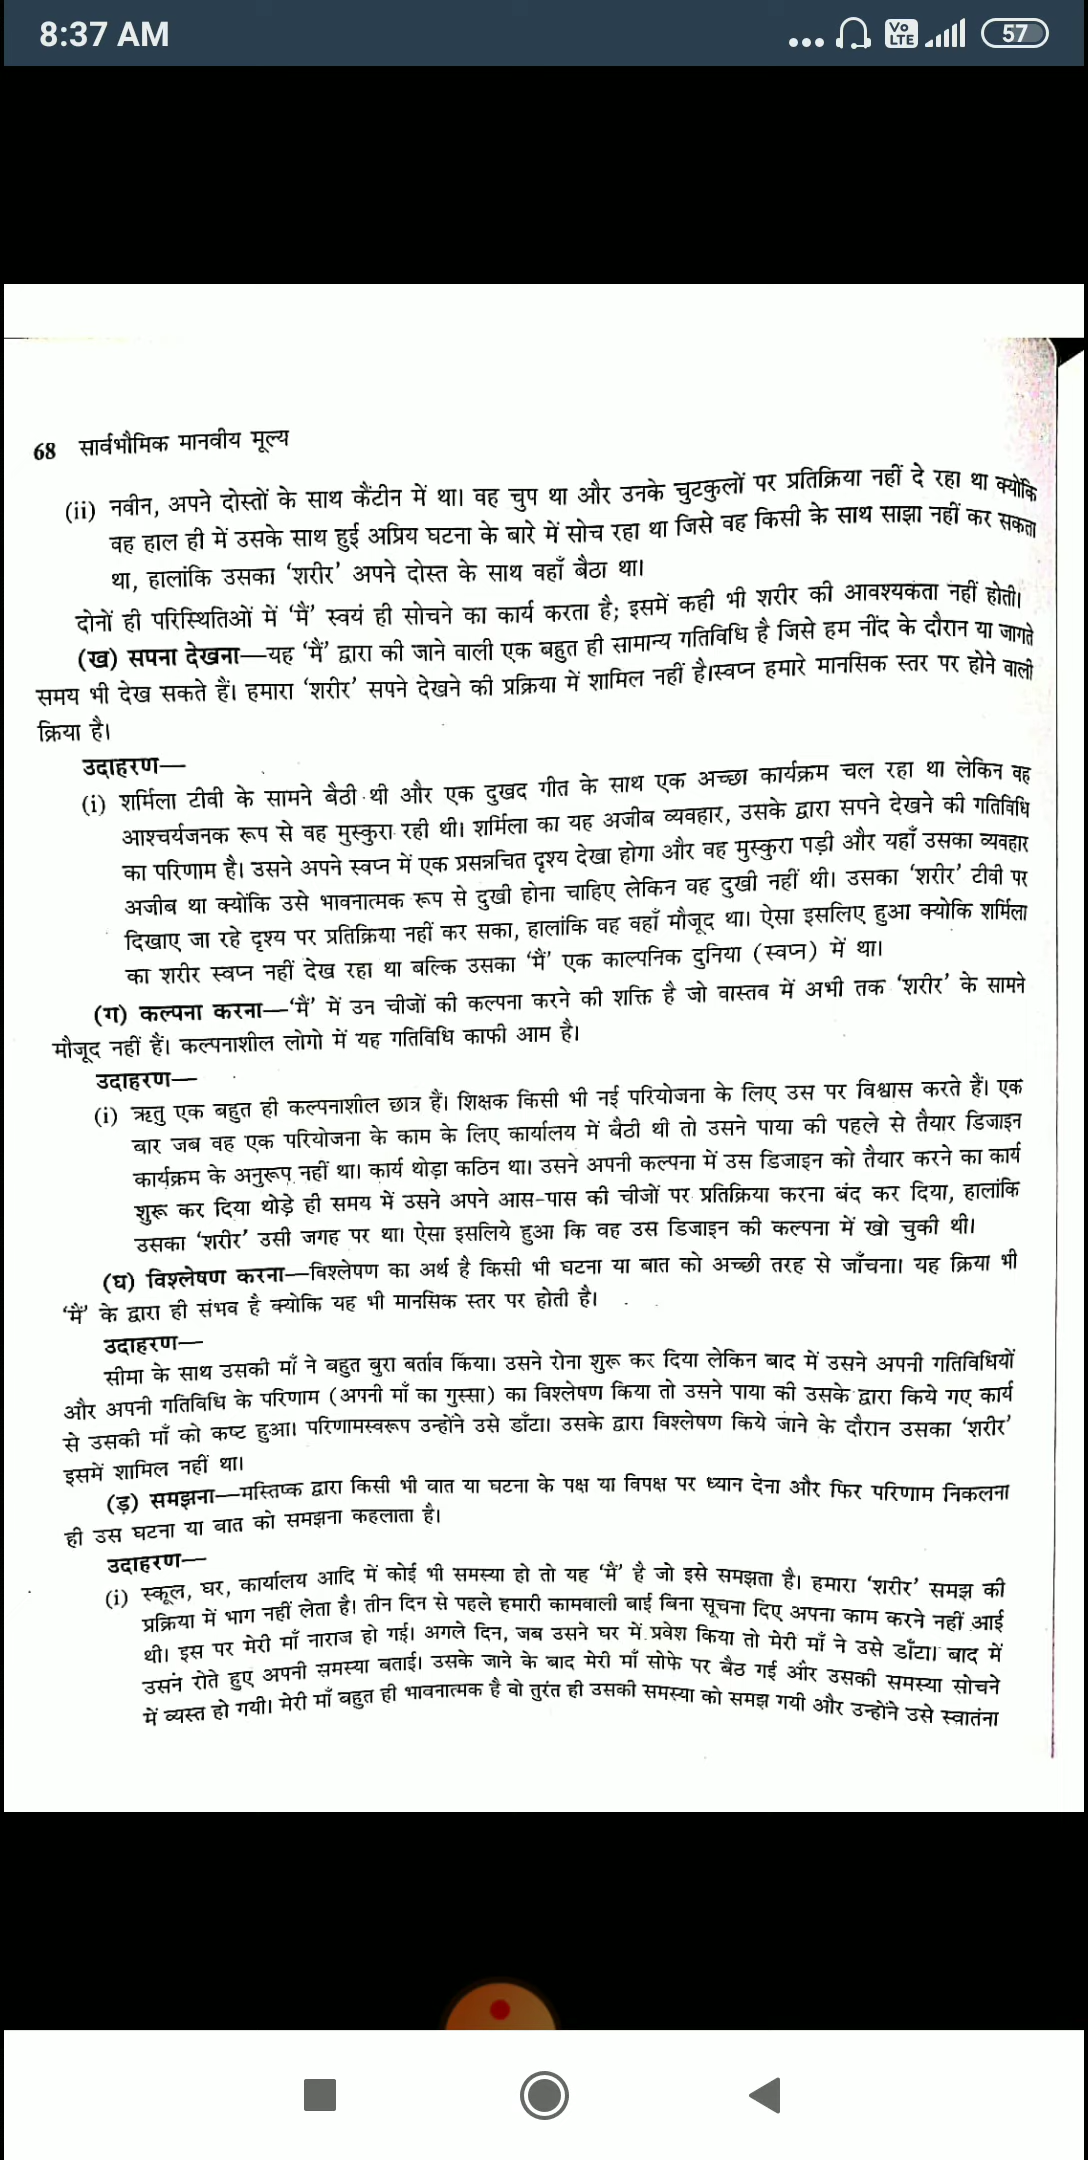 8:37 AM
Vo LTE
57
68 सार्वभौमिक मानवीय मूल्य
(ii) नवीन, अपने दोस्तों के साथ कैंटीन में था। वह चुप था और उनके चुटकुलों पर प्रतिक्रिया नहीं दे रहा था क्योंकि
वह हाल ही में उसके साथ हुई अप्रिय घटना के बारे में सोच रहा था जिसे वह किसी के साथ साझा नहीं कर सकता
था, हालांकि उसका ‘शरीर’ अपने दोस्त के साथ वहाँ बैठा था।
दोनों ही परिस्थितिओं में ‘मैं’ स्वयं ही सोचने का कार्य करता है; इसमें कही भी शरीर की आवश्यकता नहीं होती।
(ख) सपना देखना—यह ‘मैं’ द्वारा की जाने वाली एक बहुत ही सामान्य गतिविधि है जिसे हम नींद के दौरान या जागते
समय भी देख सकते हैं। हमारा ‘शरीर’ सपने देखने की प्रक्रिया में शामिल नहीं है।स्वप्न हमारे मानसिक स्तर पर होने वाली
क्रिया है।
उदाहरण—
(i) शर्मिला टीवी के सामने बैठी थी और एक दुखद गीत के साथ एक अच्छा कार्यक्रम चल रहा था लेकिन वह
आश्चर्यजनक रूप से वह मुस्कुरा रही थी। शर्मिला का यह अजीब व्यवहार, उसके द्वारा सपने देखने की गतिविधि
का परिणाम है। उसने अपने स्वप्न में एक प्रसन्नचित दृश्य देखा होगा और वह मुस्कुरा पड़ी और यहाँ उसका व्यवहार
अजीब था क्योंकि उसे भावनात्मक रूप से दुखी होना चाहिए लेकिन वह दुखी नहीं थी। उसका ‘शरीर’ टीवी पर
दिखाए जा रहे दृश्य पर प्रतिक्रिया नहीं कर सका, हालांकि वह वहाँ मौजूद था। ऐसा इसलिए हुआ क्योकि शर्मिला
का शरीर स्वप्न नहीं देख रहा था बल्कि उसका ‘मैं’ एक काल्पनिक दुनिया (स्वप्न) में था।
(ग) कल्पना करना—‘मैं’ में उन चीजों की कल्पना करने की शक्ति है जो वास्तव में अभी तक ‘शरीर’ के सामने
मौजूद नहीं हैं। कल्पनाशील लोगो में यह गतिविधि काफी आम है।
उदाहरण—
(i) ऋतु एक बहुत ही कल्पनाशील छात्र हैं। शिक्षक किसी भी नई परियोजना के लिए उस पर विश्वास करते हैं। एक
बार जब वह एक परियोजना के काम के लिए कार्यालय में बैठी थी तो उसने पाया की पहले से तैयार डिजाइन
कार्यक्रम के अनुरूप नहीं था। कार्य थोड़ा कठिन था। उसने अपनी कल्पना में उस डिजाइन को तैयार करने का कार्य
शुरू कर दिया थोड़े ही समय में उसने अपने आस-पास की चीजों पर प्रतिक्रिया करना बंद कर दिया, हालांकि
उसका ‘शरीर’ उसी जगह पर था। ऐसा इसलिये हुआ कि वह उस डिजाइन की कल्पना में खो चुकी थी।
(घ) विश्लेषण करना—विश्लेषण का अर्थ है किसी भी घटना या बात को अच्छी तरह से जाँचना। यह क्रिया भी
‘मैं’ के द्वारा ही संभव है क्योकि यह भी मानसिक स्तर पर होती है।
उदाहरण—
सीमा के साथ उसकी माँ ने बहुत बुरा बर्ताव किया। उसने रोना शुरू कर दिया लेकिन बाद में उसने अपनी गतिविधियों
और अपनी गतिविधि के परिणाम (अपनी माँ का गुस्सा) का विश्लेषण किया तो उसने पाया की उसके द्वारा किये गए कार्य
से उसकी माँ को कष्ट हुआ। परिणामस्वरूप उन्होंने उसे डाँटा। उसके द्वारा विश्लेषण किये जाने के दौरान उसका ‘शरीर’
इसमें शामिल नहीं था।
(ड़) समझना—मस्तिष्क द्वारा किसी भी बात या घटना के पक्ष या विपक्ष पर ध्यान देना और फिर परिणाम निकलना
ही उस घटना या बात को समझना कहलाता है।
उदाहरण—
(i) स्कूल, घर, कार्यालय आदि में कोई भी समस्या हो तो यह ‘मैं’ है जो इसे समझता है। हमारा ‘शरीर’ समझ की
प्रक्रिया में भाग नहीं लेता है। तीन दिन से पहले हमारी कामवाली बाई बिना सूचना दिए अपना काम करने नहीं आई
थी। इस पर मेरी माँ नाराज हो गई। अगले दिन, जब उसने घर में प्रवेश किया तो मेरी माँ ने उसे डाँटा। बाद में
उसने रोते हुए अपनी समस्या बताई। उसके जाने के बाद मेरी माँ सोफे पर बैठ गई और उसकी समस्या सोचने
में व्यस्त हो गयी। मेरी माँ बहुत ही भावनात्मक है वो तुरंत ही उसकी समस्या को समझ गयी और उन्होंने उसे स्वातंना